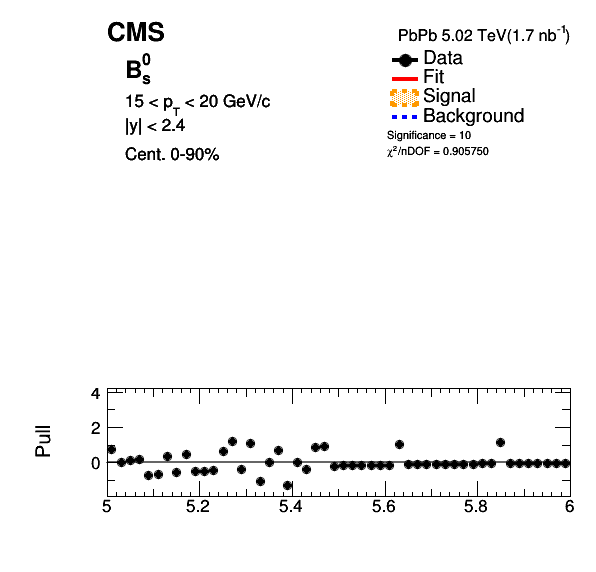 CMS
PbPb 5.02 TeV(1.7 nb⁻¹)
B⁰ₛ
15 < p_T < 20 GeV/c
|y| < 2.4
Cent. 0-90%
Data
Fit
Signal
Background
Significance = 10
χ²/nDOF = 0.905750
Pull
4
2
0
5 5.2 5.4 5.6 5.8 6